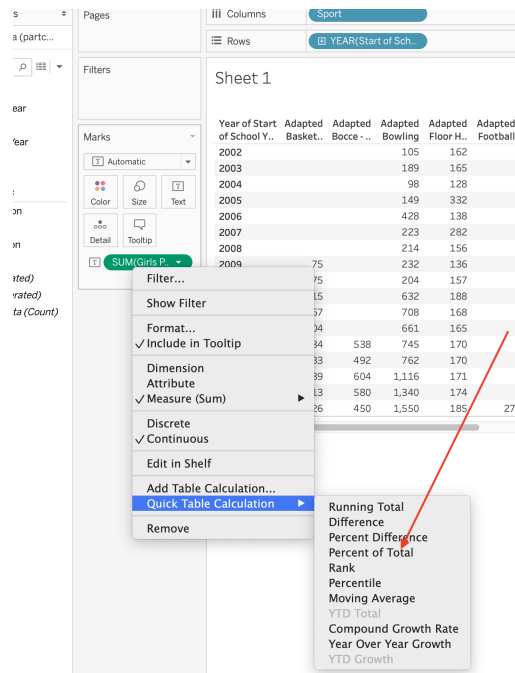 s
Pages
Columns
Sport
a (partc...
Rows
YEAR(Start of Sch..
Filters
Sheet 1
ear
Year
Year of Start of School Y..
Adapted Basket..
Adapted Bocce - ..
Adapted Bowling
Adapted Floor H..
Adapted Football
Marks
Automatic
Color
Size
Text
Detail
Tooltip
SUM(Girls P..
on
on
ated)
erated)
ta (Count)
2002 105 162
2003 189 165
2004 98 128
2005 149 332
2006 428 138
2007 223 282
2008 214 156
2009 75 232 136
75 204 157
15 632 188
57 708 168
04 661 165
34 538 745 170
33 492 762 170
39 604 1,116 171
13 580 1,340 174
26 450 1,550 185 27
Filter...
Show Filter
Format...
✓ Include in Tooltip
Dimension
Attribute
✓ Measure (Sum)
Discrete
✓ Continuous
Edit in Shelf
Add Table Calculation...
Quick Table Calculation
Remove
Running Total
Difference
Percent Difference
Percent of Total
Rank
Percentile
Moving Average
YTD Total
Compound Growth Rate
Year Over Year Growth
YTD Growth